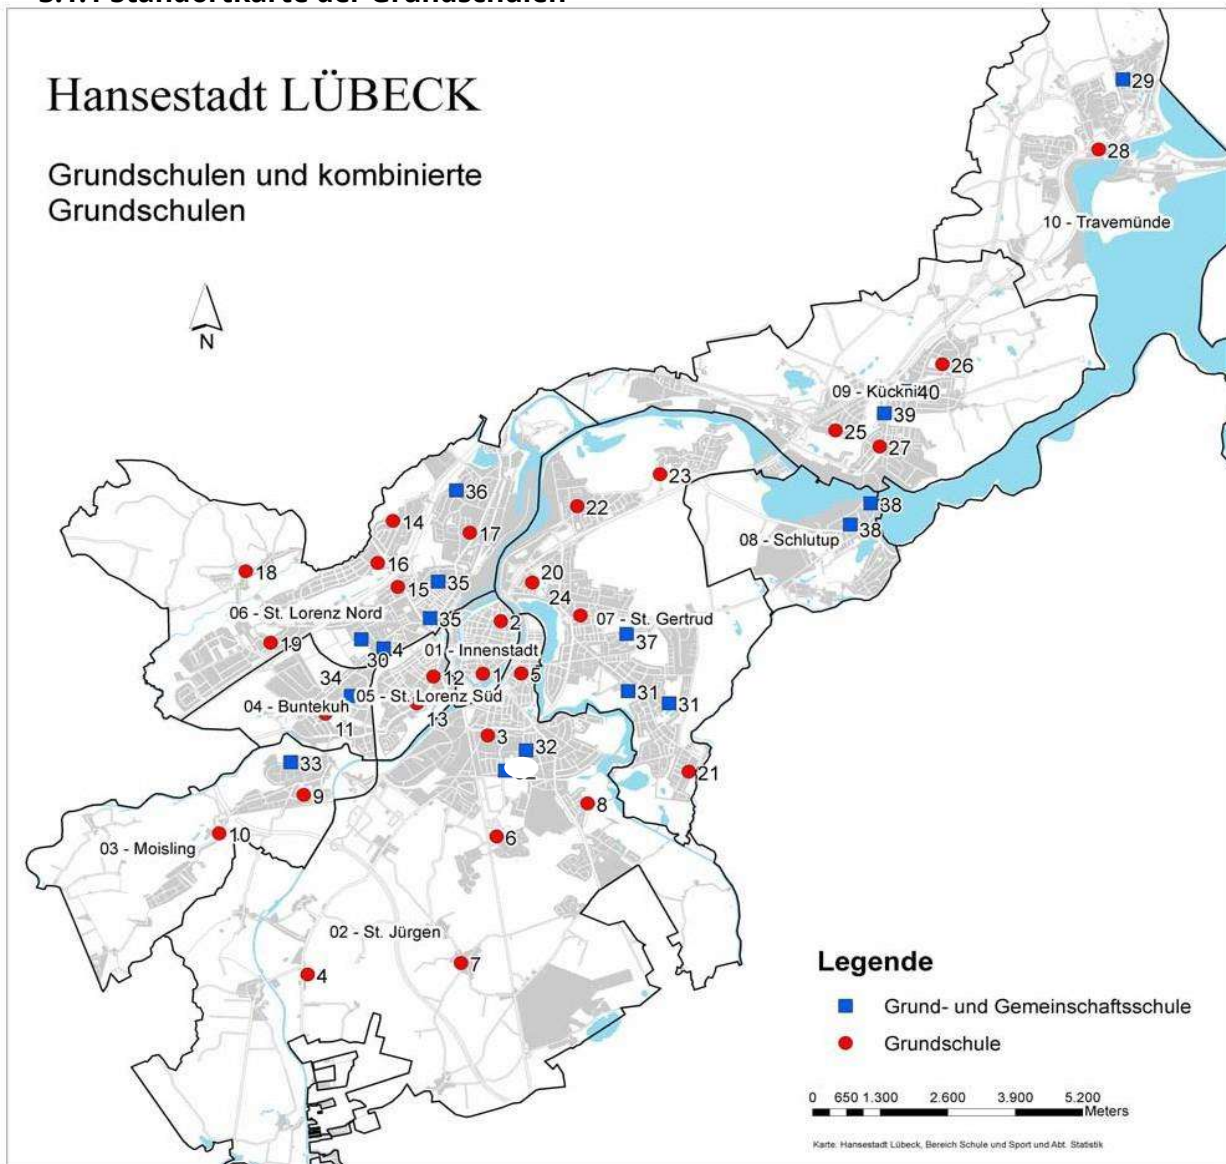 Hansestadt LÜBECK
Grundschulen und kombinierte
Grundschulen
N
29
28
10 - Travemünde
26
09 - Kückni
40
39
25
27
23
36
22
38
14
17
38
08 - Schlutup
16
18
20
35
15
24
06 - St. Lorenz Nord
35
2
07 - St. Gertrud
37
19
4
30
01 - Innenstadt
12
1
5
34
05 - St. Lorenz Süd
31
31
04 - Buntekuh
13
11
3
32
33
21
9
8
10
6
03 - Moisling
02 - St. Jürgen
7
4
Legende
Grund- und Gemeinschaftsschule
Grundschule
0 650 1.300 2.600 3.900 5.200
Meters
Karte: Hansestadt Lübeck, Bereich Schule und Sport und Abt. Statistik